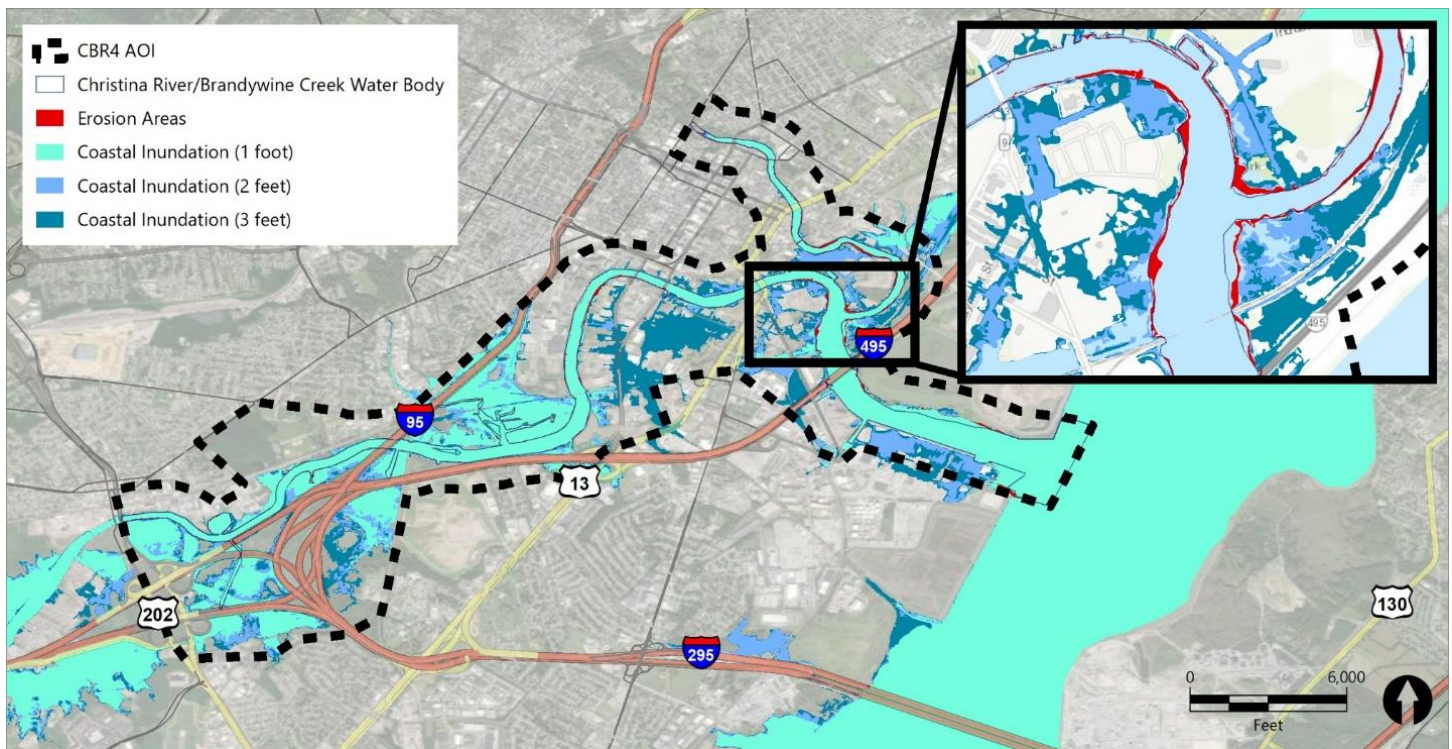 CBR4 AOI
Christina River/Brandywine Creek Water Body
Erosion Areas
Coastal Inundation (1 foot)
Coastal Inundation (2 feet)
Coastal Inundation (3 feet)
495
495
95
13
202
295
130
0 6,000
Feet